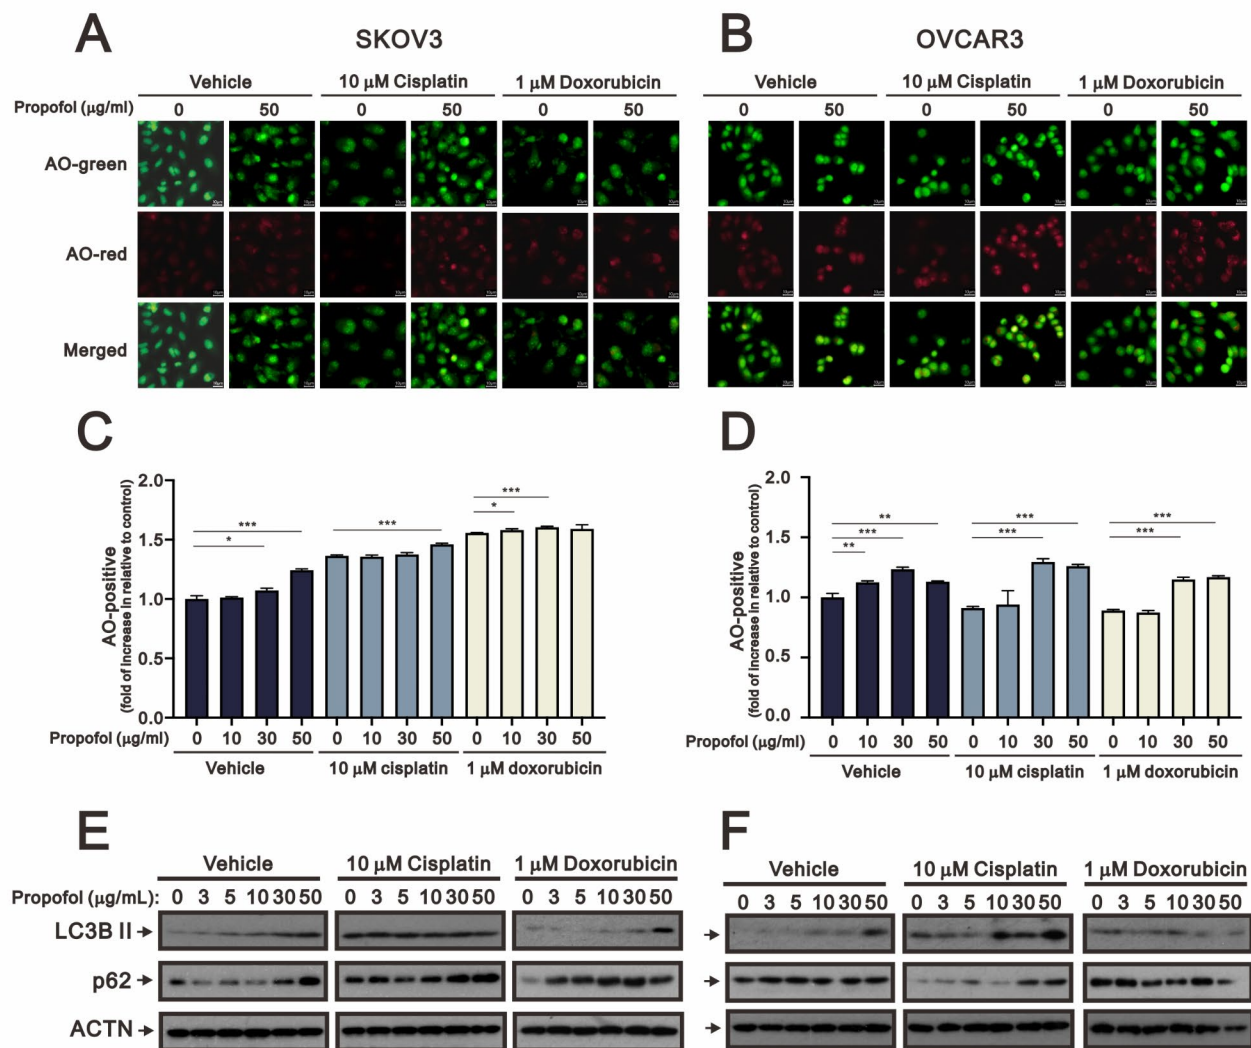 A
SKOV3
Vehicle 10 μM Cisplatin 1 μM Doxorubicin
Propofol (μg/ml) 0 50 0 50 0 50
AO-green
AO-red
Merged
B
OVCAR3
Vehicle 10 μM Cisplatin 1 μM Doxorubicin
0 50 0 50 0 50
C
AO-positive
(fold of increase in relative to control)
2.0
1.5
1.0
0.5
0.0
***
*
***
***
*
Propofol (μg/ml) 0 10 30 50 0 10 30 50 0 10 30 50
Vehicle 10 μM cisplatin 1 μM doxorubicin
D
AO-positive
(fold of increase in relative to control)
2.0
1.5
1.0
0.5
0.0
**
***
**
***
***
***
***
Propofol (μg/ml) 0 10 30 50 0 10 30 50 0 10 30 50
Vehicle 10 μM cisplatin 1 μM doxorubicin
E
Vehicle 10 μM Cisplatin 1 μM Doxorubicin
Propofol (μg/mL): 0 3 5 10 30 50 0 3 5 10 30 50 0 3 5 10 30 50
LC3B II
p62
ACTN
F
Vehicle 10 μM Cisplatin 1 μM Doxorubicin
0 3 5 10 30 50 0 3 5 10 30 50 0 3 5 10 30 50